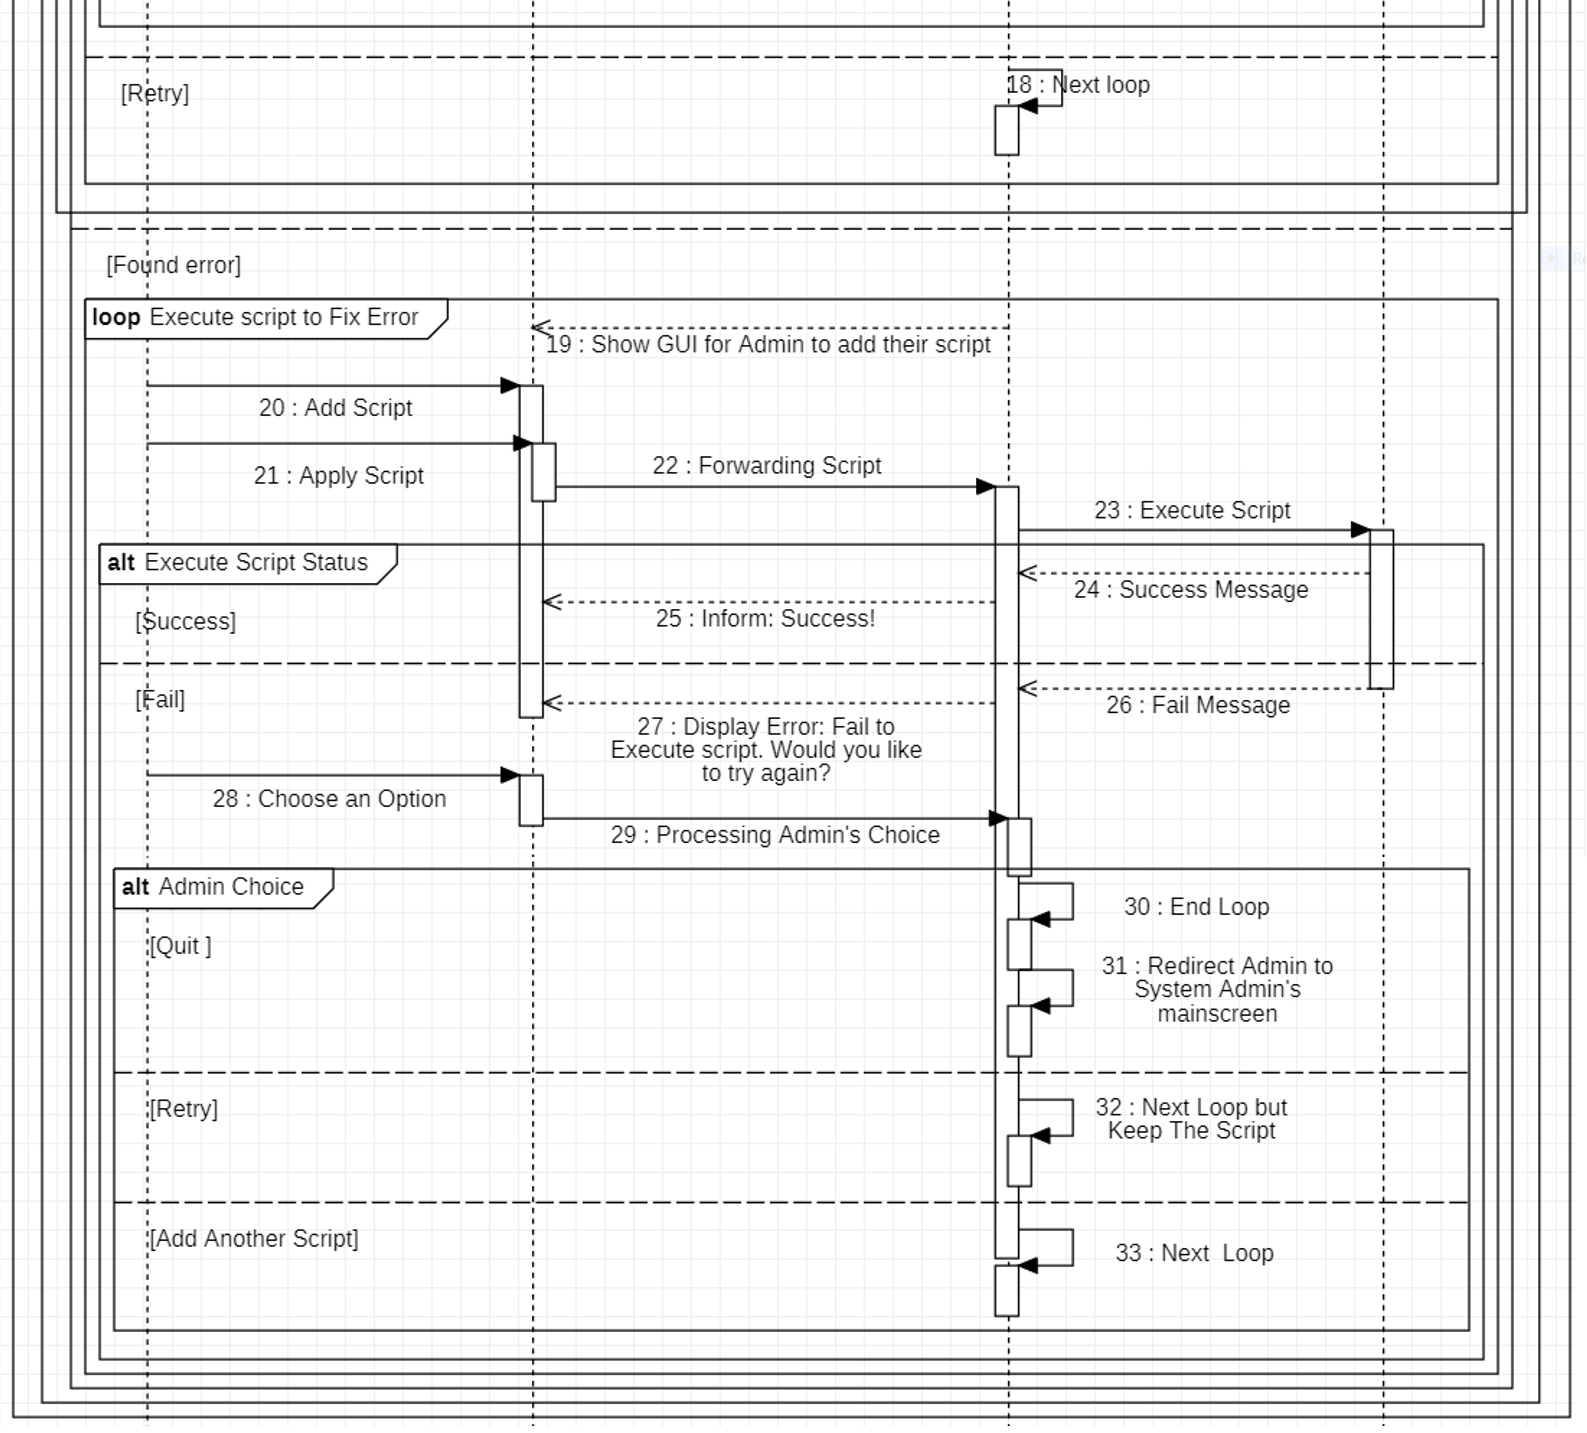 18 : Next loop
[Retry]
[Found error]
loop Execute script to Fix Error
19 : Show GUI for Admin to add their script
20 : Add Script
21 : Apply Script
22 : Forwarding Script
23 : Execute Script
alt Execute Script Status
24 : Success Message
25 : Inform: Success!
[Success]
[Fail]
26 : Fail Message
27 : Display Error: Fail to
Execute script. Would you like
to try again?
28 : Choose an Option
29 : Processing Admin's Choice
alt Admin Choice
30 : End Loop
[Quit ]
31 : Redirect Admin to
System Admin's
mainscreen
[Retry]
32 : Next Loop but
Keep The Script
[Add Another Script]
33 : Next  Loop